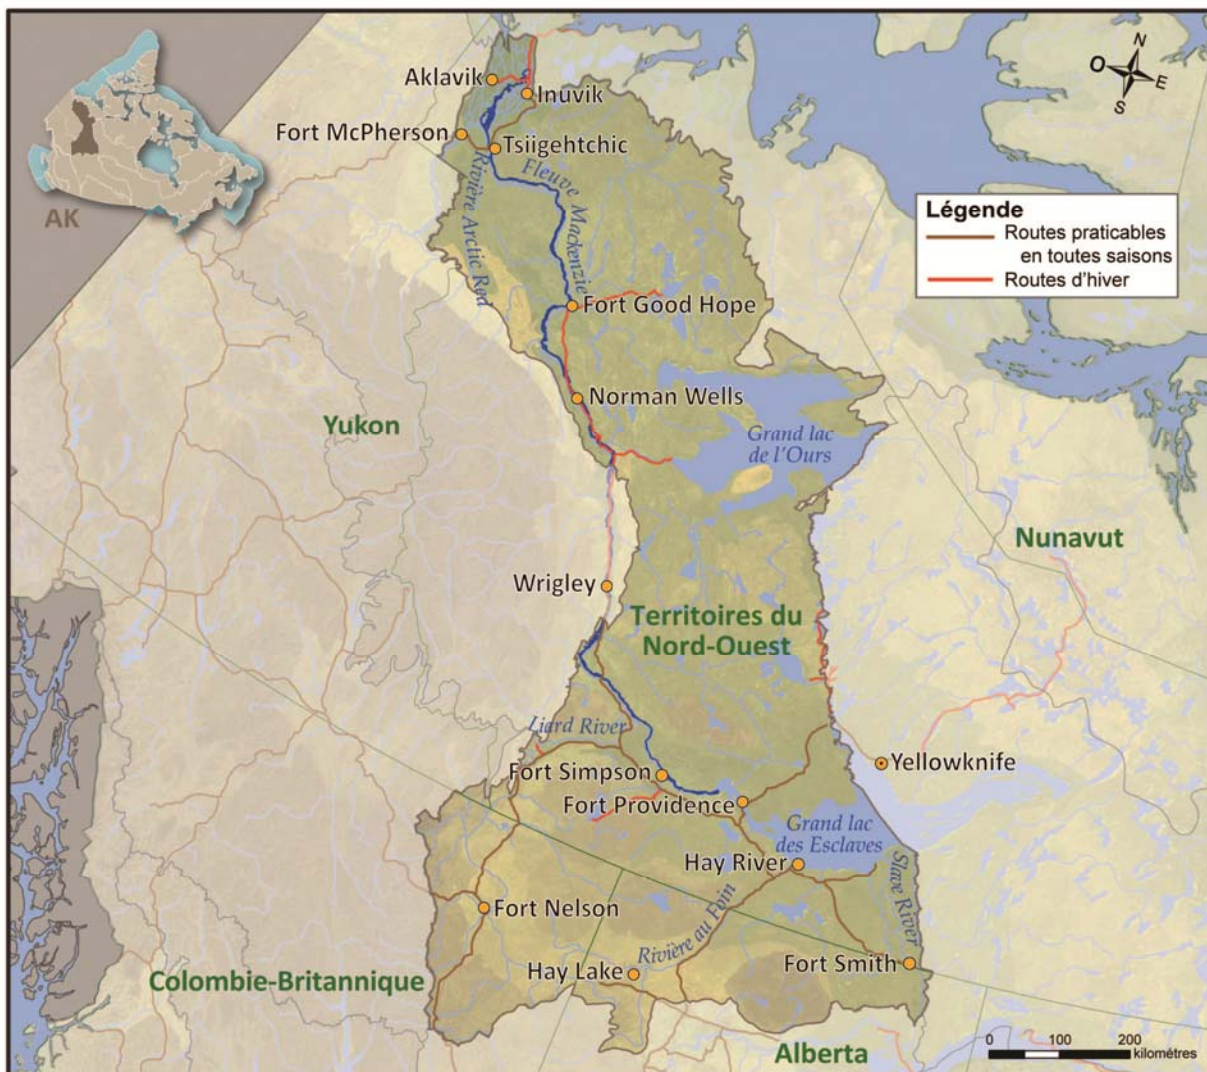 N
O
E
S
AK
Aklavik
Inuvik
Fort McPherson
Tsiigehtchic
Rivière Arctic Red
Fleuve Mackenzie
Légende
Routes praticables
en toutes saisons
Routes d'hiver
Fort Good Hope
Norman Wells
Yukon
Grand lac
de l'Ours
Nunavut
Wrigley
Territoires du
Nord-Ouest
Liard River
Yellowknife
Fort Simpson
Fort Providence
Grand lac
des Esclaves
Hay River
Slave River
Fort Nelson
Rivière au Foin
Hay Lake
Fort Smith
Colombie-Britannique
Alberta
0 100 200
kilométres